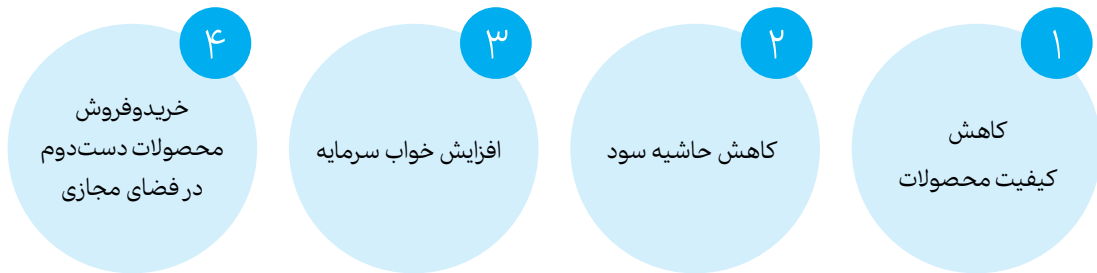 ۱
کاهش
کیفیت محصولات
۲
کاهش حاشیه سود
۳
افزایش خواب سرمایه
۴
خریدوفروش
محصولات دست‌دوم
در فضای مجازی